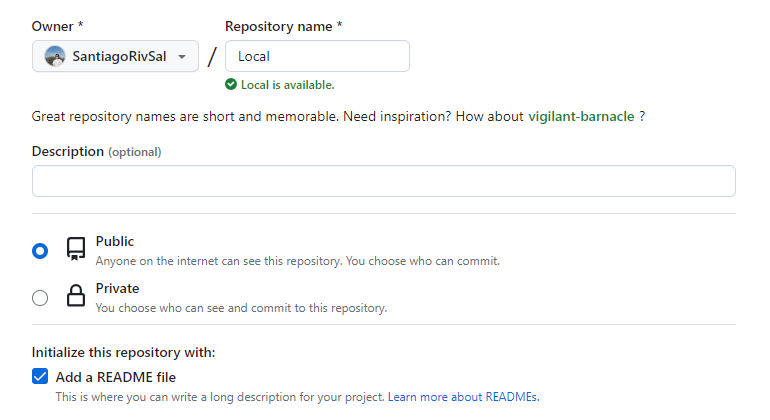 Owner * Repository name *
SantiagoRivSal / Local
Local is available.
Great repository names are short and memorable. Need inspiration? How about vigilant-barnacle ?
Description (optional)
Public
Anyone on the internet can see this repository. You choose who can commit.
Private
You choose who can see and commit to this repository.
Initialize this repository with:
Add a README file
This is where you can write a long description for your project. Learn more about READMEs.